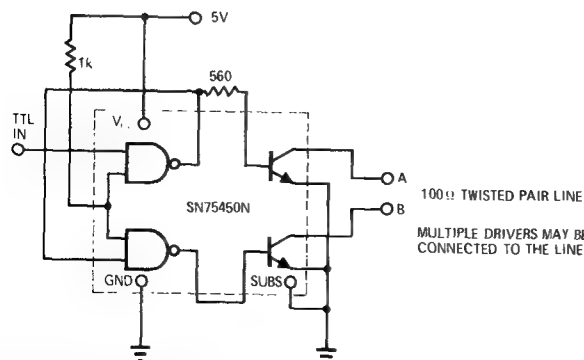 5V
1k
560
TTL
IN
V
A
100Ω TWISTED PAIR LINE
SN75450N
B
MULTIPLE DRIVERS MAY BE
CONNECTED TO THE LINE
GND
SUBS